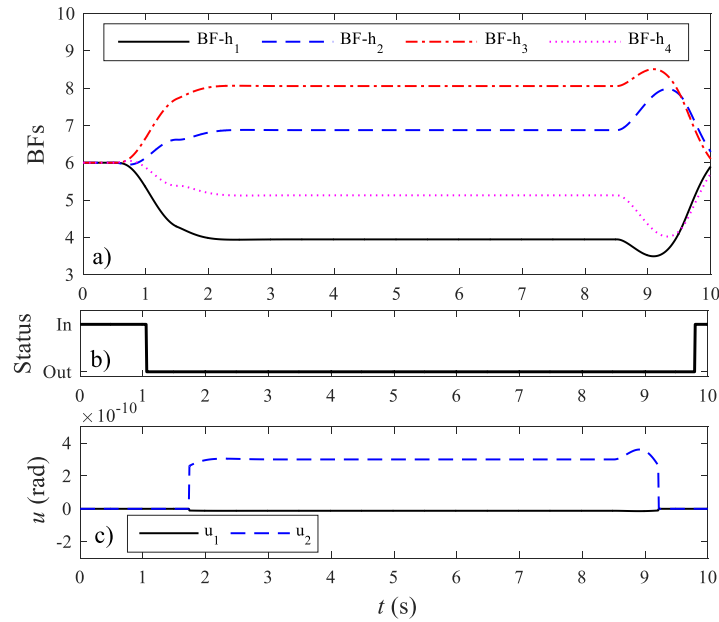 BF-h1 BF-h2 BF-h3 BF-h4
10
9
8
7
6
5
4
3
BFs
a)
0 1 2 3 4 5 6 7 8 9 10
In
Out
Status
b)
0 1 2 3 4 5 6 7 8 9 10
×10-10
4
2
0
-2
u (rad)
c)
u1 u2
0 1 2 3 4 5 6 7 8 9 10
t (s)